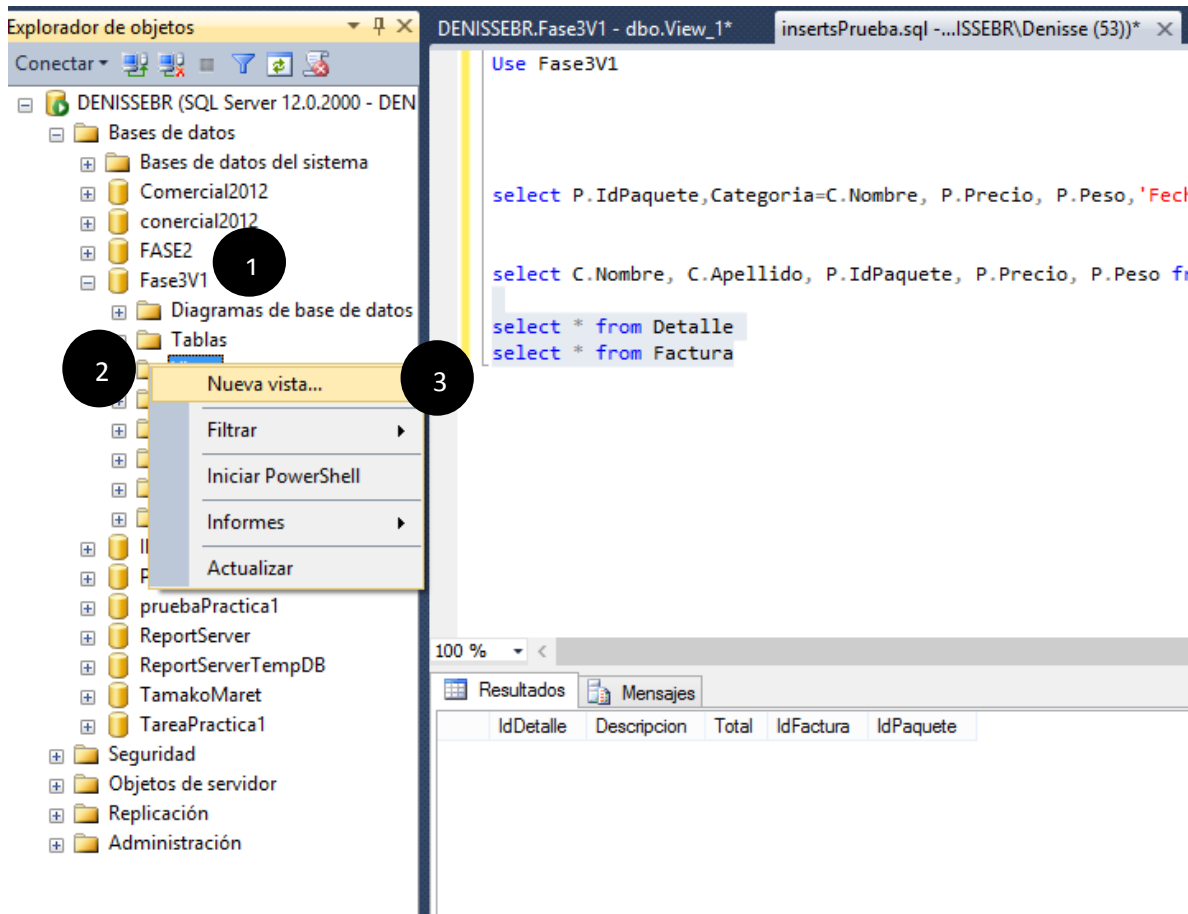 Explorador de objetos
Conectar
DENISSEBR (SQL Server 12.0.2000 - DEN
Bases de datos
Bases de datos del sistema
Comercial2012
conercial2012
FASE2
1
Fase3V1
Diagramas de base de datos
Tablas
2
Nueva vista...
3
Filtrar
Iniciar PowerShell
Informes
Actualizar
P
pruebaPractica1
ReportServer
ReportServerTempDB
TamakoMaret
TareaPractica1
Seguridad
Objetos de servidor
Replicación
Administración
DENISSEBR.Fase3V1 - dbo.View_1*
insertsPrueba.sql -...ISSEBR\Denisse (53))*
Use Fase3V1
select P.IdPaquete,Categoria=C.Nombre, P.Precio, P.Peso,'Fech
select C.Nombre, C.Apellido, P.IdPaquete, P.Precio, P.Peso fr
select * from Detalle
select * from Factura
100 %
Resultados Mensajes
IdDetalle Descripcion Total IdFactura IdPaquete